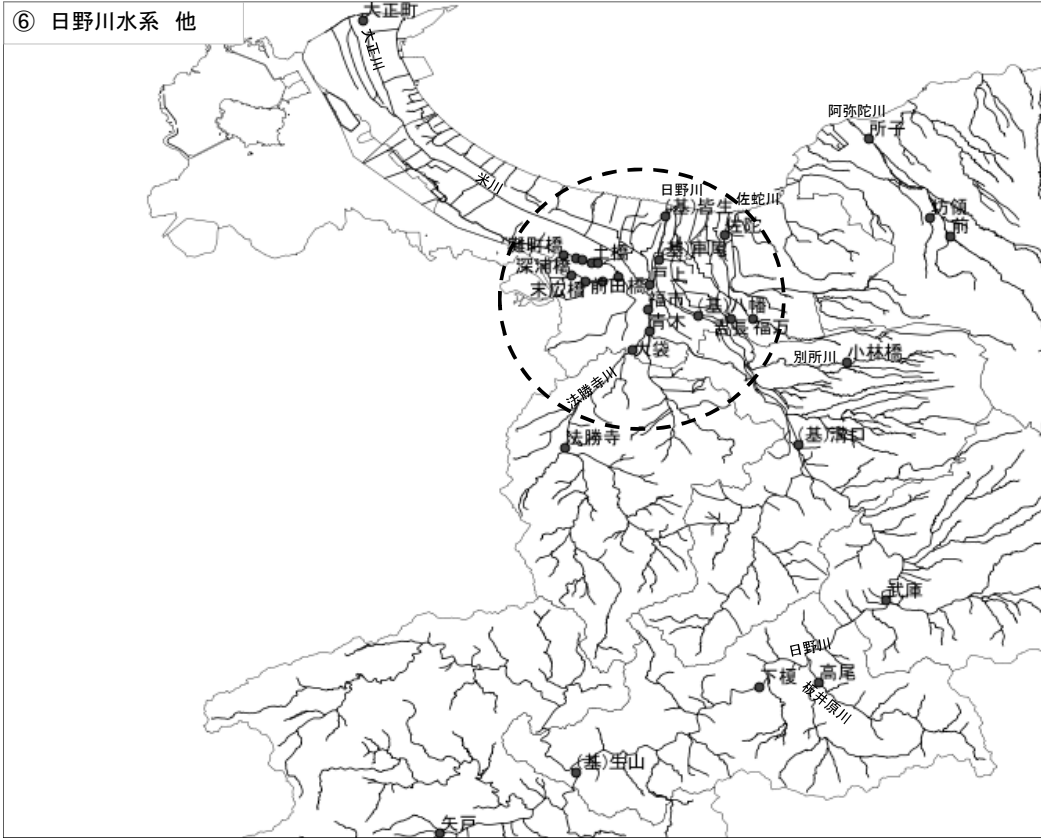 ⑥ 日野川水系 他
大正町
大正川
阿弥陀川
所子
米川
日野川
佐蛇川
(基)皆生
坊領
佐陀
前
土橋
(基)車尾
深浦橋
戸上
末広橋
前田橋
福市
(基)八幡
青木
福万
別所川
小林橋
大袋
法勝寺川
法勝寺
(基)溝口
武庫
日野川
下榎
高尾
板井原川
(基)生山
矢戸